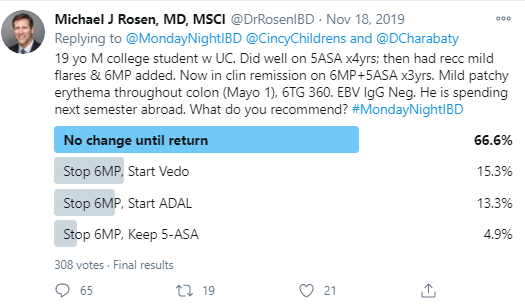 Michael J Rosen, MD, MSCI @DrRosenIBD · Nov 18, 2019
Replying to @MondayNightIBD @CincyChildrens and @DCharabaty
19 yo M college student w UC. Did well on 5ASA x4yrs; then had recc mild
flares & 6MP added. Now in clin remission on 6MP+5ASA x3yrs. Mild patchy
erythema throughout colon (Mayo 1), 6TG 360. EBV IgG Neg. He is spending
next semester abroad. What do you recommend? #MondayNightIBD
No change until return 66.6%
Stop 6MP, Start Vedo 15.3%
Stop 6MP, Start ADAL 13.3%
Stop 6MP, Keep 5-ASA 4.9%
308 votes · Final results
65 19 21